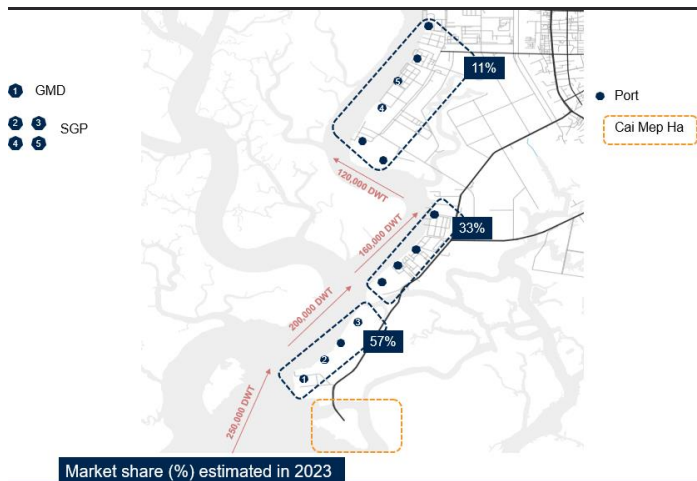 1 GMD
2 3
4 5
SGP
11%
5
4
Port
Cai Mep Ha
120,000 DWT
160,000 DWT
33%
200,000 DWT
3
57%
2
1
250,000 DWT
Market share (%) estimated in 2023